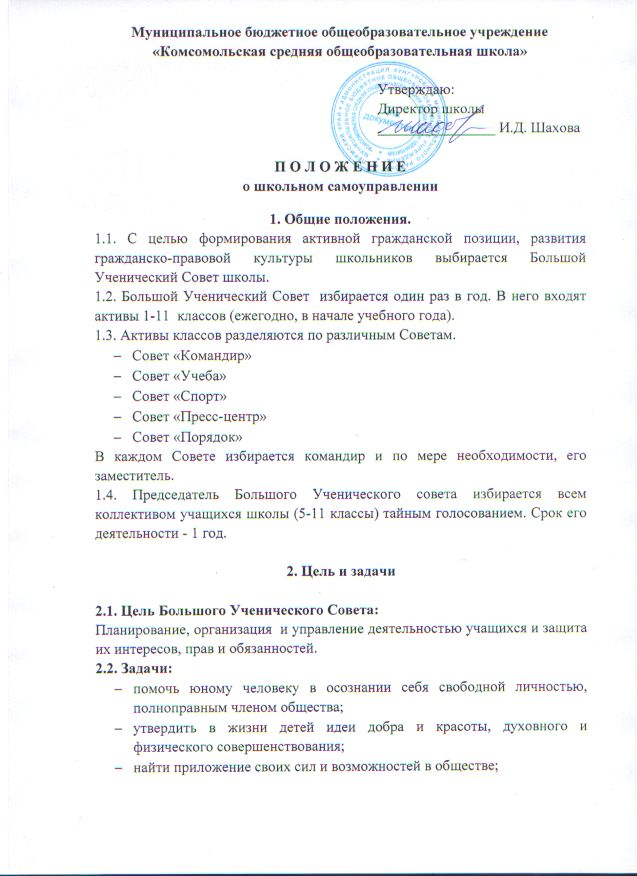 Муниципальное бюджетное общеобразовательное учреждение
«Комсомольская средняя общеобразовательная школа»
Утверждаю:
Директор школы
И.Д. Шахова
П О Л О Ж Е Н И Е
о школьном самоуправлении
1. Общие положения.
1.1. С целью формирования активной гражданской позиции, развития
гражданско-правовой культуры школьников выбирается Большой
Ученический Совет школы.
1.2. Большой Ученический Совет избирается один раз в год. В него входят
активы 1-11 классов (ежегодно, в начале учебного года).
1.3. Активы классов разделяются по различным Советам.
– Совет «Командир»
– Совет «Учеба»
– Совет «Спорт»
– Совет «Пресс-центр»
– Совет «Порядок»
В каждом Совете избирается командир и по мере необходимости, его
заместитель.
1.4. Председатель Большого Ученического совета избирается всем
коллективом учащихся школы (5-11 классы) тайным голосованием. Срок его
деятельности - 1 год.
2. Цель и задачи
2.1. Цель Большого Ученического Совета:
Планирование, организация и управление деятельностью учащихся и защита
их интересов, прав и обязанностей.
2.2. Задачи:
– помочь юному человеку в осознании себя свободной личностью,
полноправным членом общества;
– утвердить в жизни детей идеи добра и красоты, духовного и
физического совершенствования;
– найти приложение своих сил и возможностей в обществе;